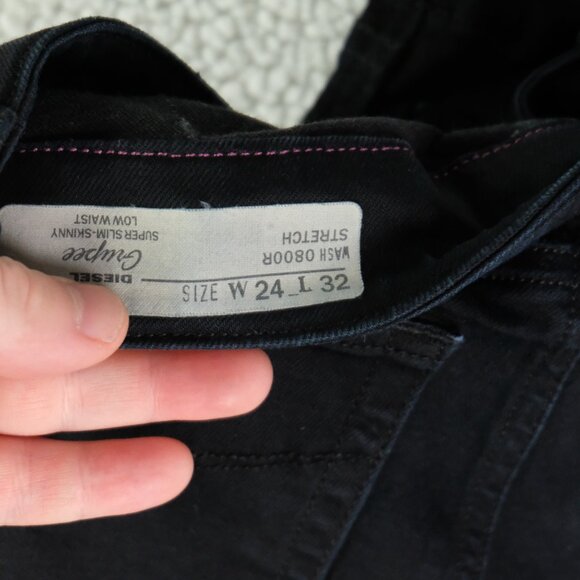 DIESEL
Grupee
SUPER SLIM-SKINNY
LOW WAIST
WASH 0800R
STRETCH
SIZE W 24 L 32